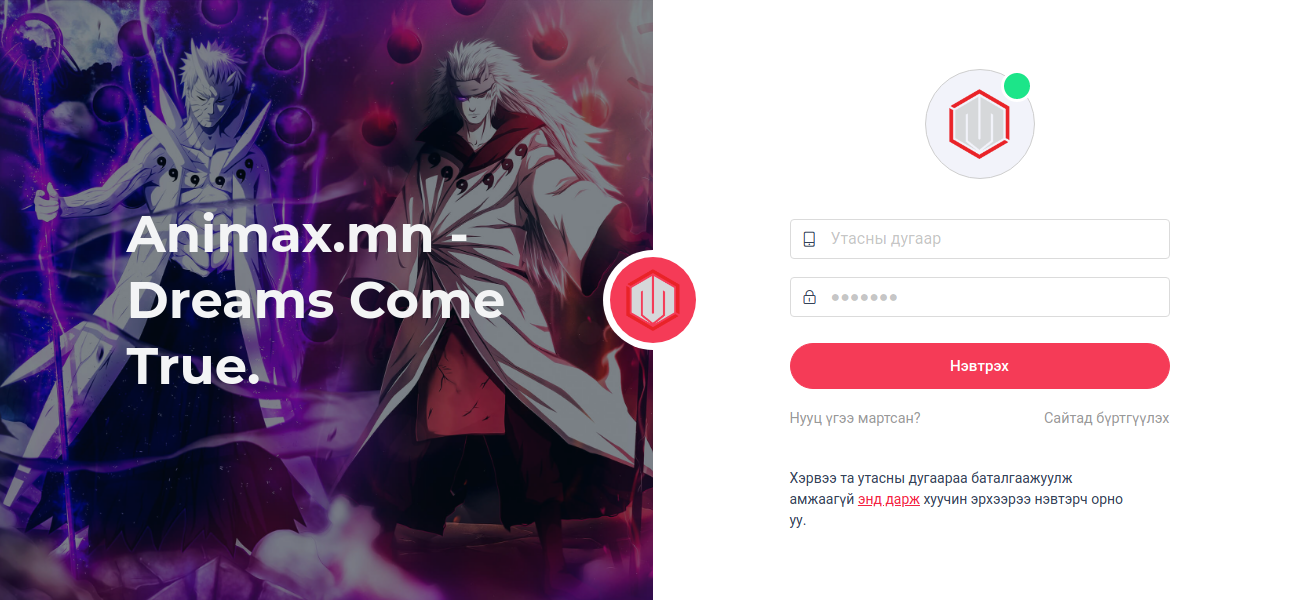 Animax.mn -
Dreams Come
True.
Утасны дугаар
Нэвтрэх
Нууц үгээ мартсан?
Сайтад бүртгүүлэх
Хэрвээ та утасны дугаараа баталгаажуулж
амжаагүй энд дарж хуучин эрхээрээ нэвтэрч орно
уу.